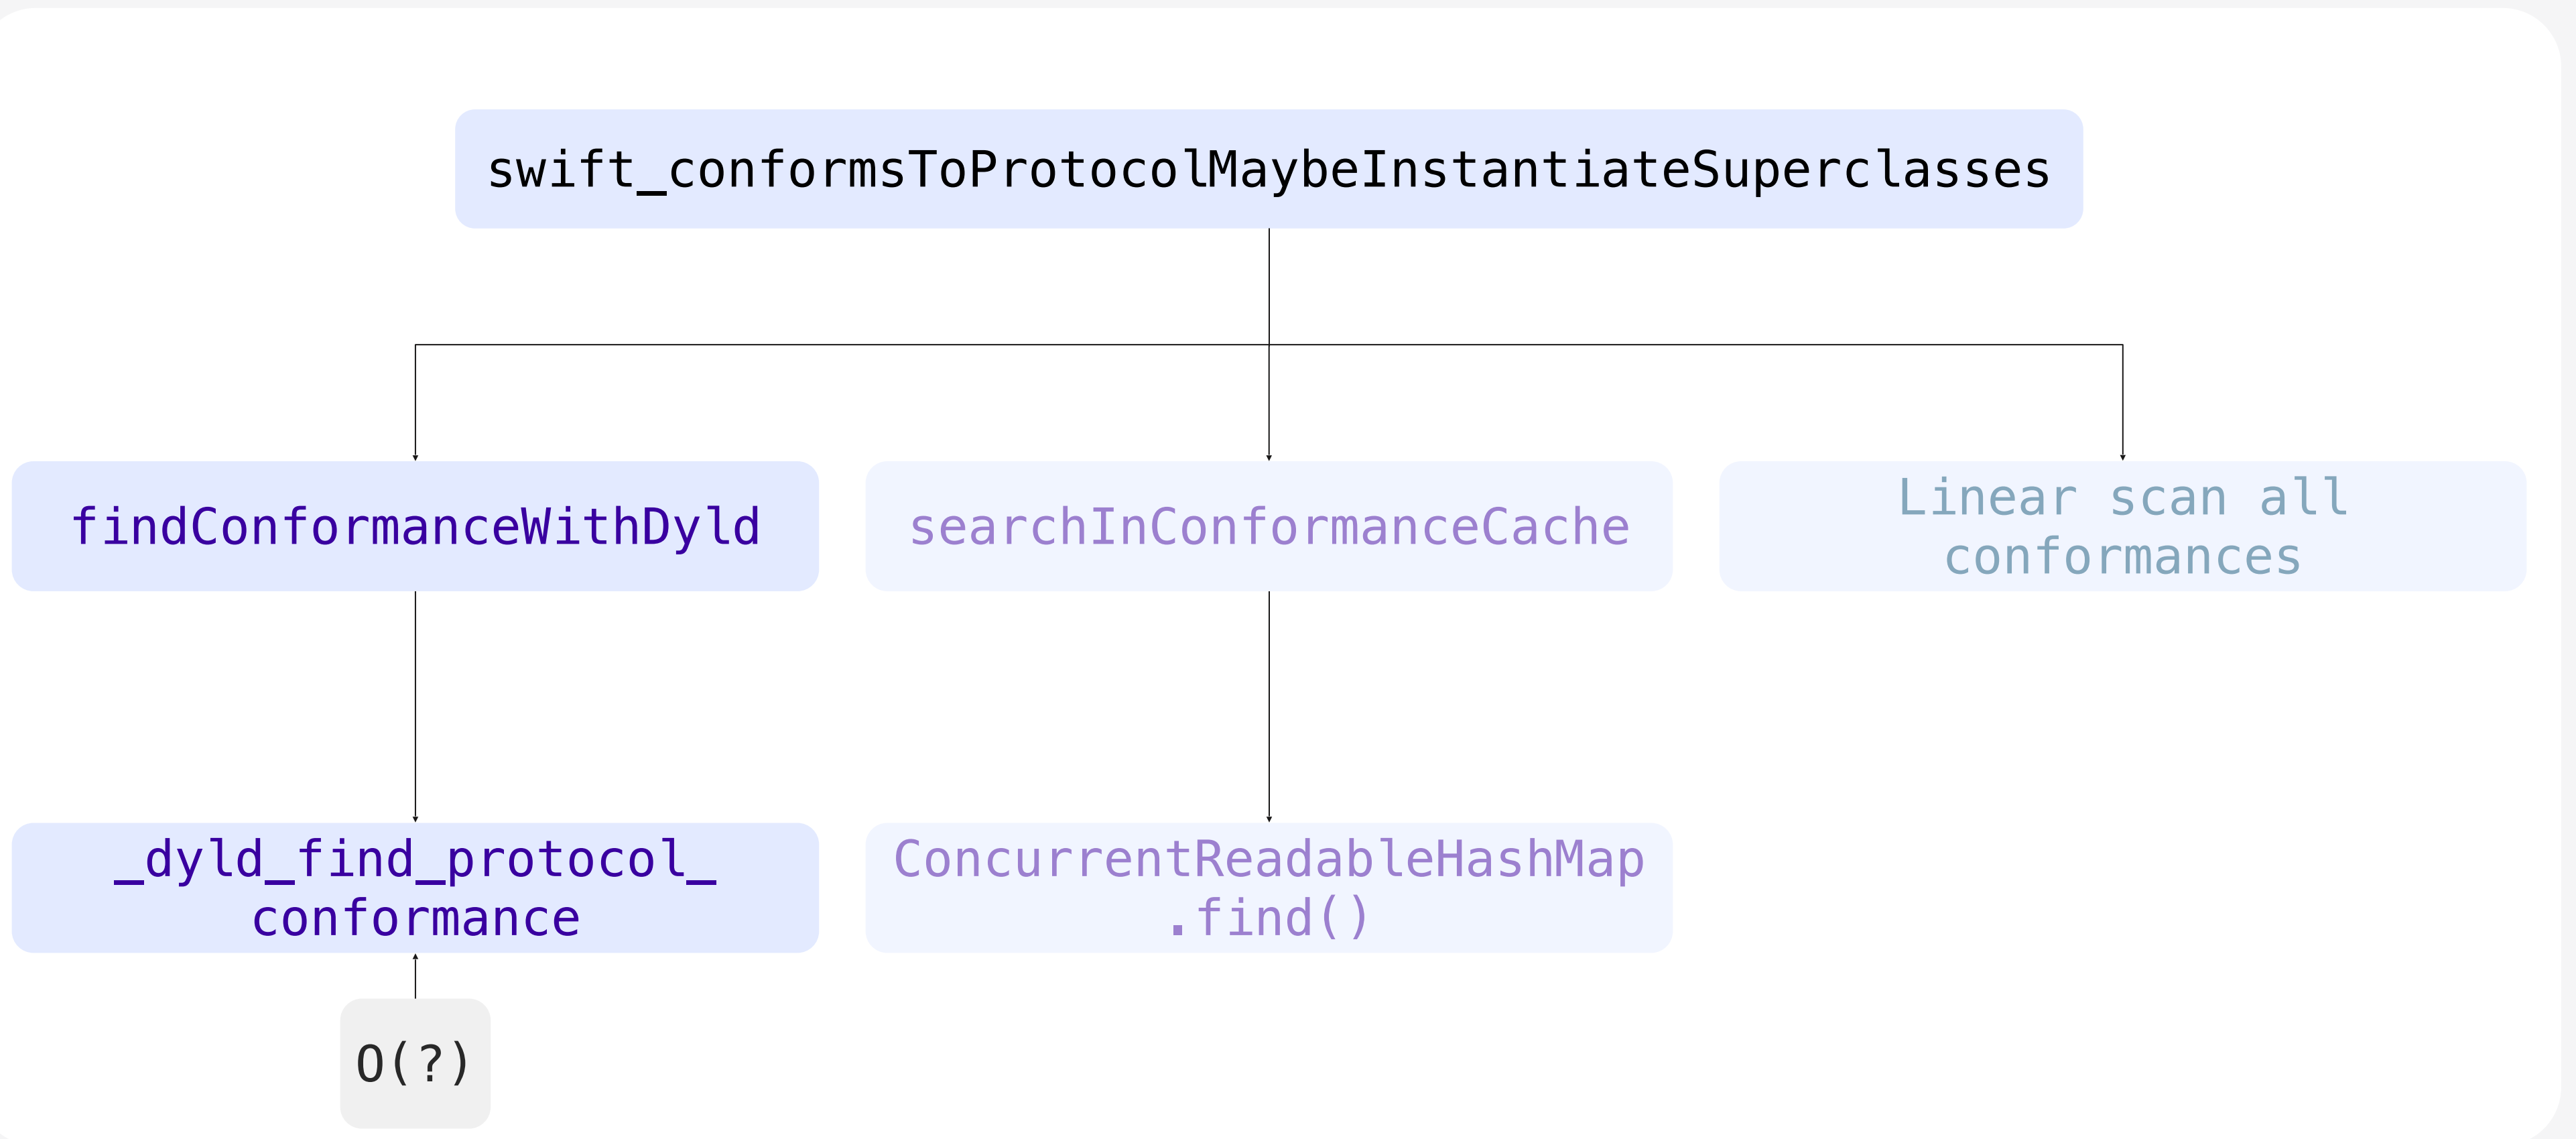 swift_conformsToProtocolMaybeInstantiateSuperclasses
findConformanceWithDyld
searchInConformanceCache
Linear scan all
conformances
_dyld_find_protocol_
conformance
ConcurrentReadableHashMap
.find()
O(?)